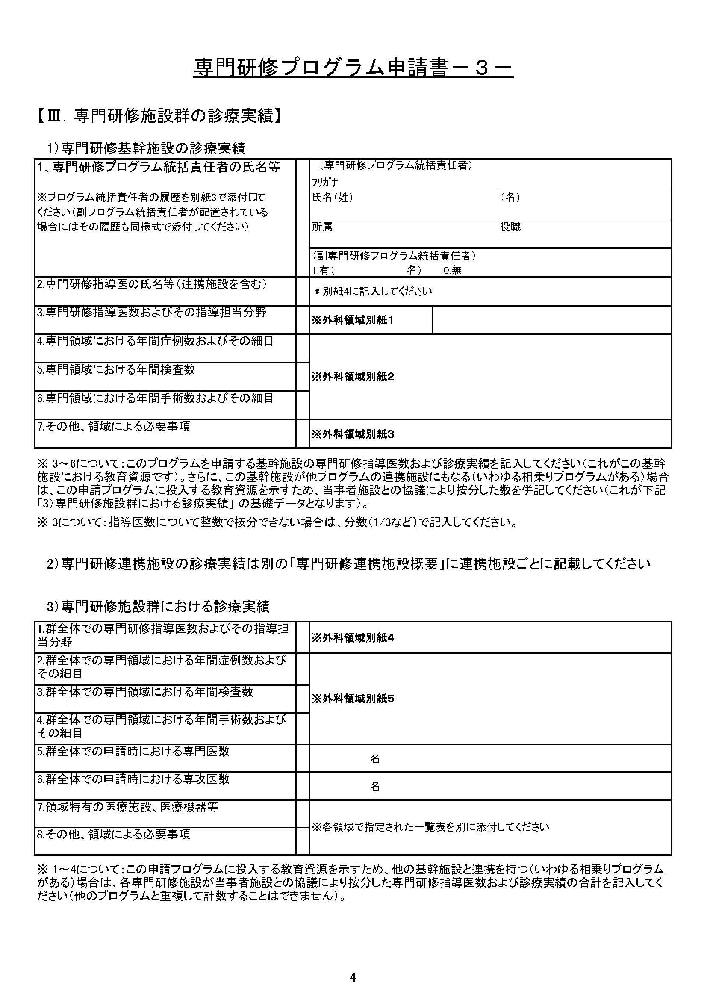 専門研修プログラム申請書－３－
【Ⅲ．専門研修施設群の診療実績】
1）専門研修基幹施設の診療実績
1、専門研修プログラム統括責任者の氏名等
※プログラム統括責任者の履歴を別紙3で添付して
ください（副プログラム統括責任者が配置されている
場合にはその履歴も同様式で添付してください）
（専門研修プログラム統括責任者）
ﾌﾘｶﾞﾅ
氏名（姓）
（名）
所属
役職
（副専門研修プログラム統括責任者）
1.有（　　　　　　　名）　　0.無
2.専門研修指導医の氏名等（連携施設を含む）
＊別紙4に記入してください
3.専門研修指導医数およびその指導担当分野
※外科領域別紙1
4.専門領域における年間症例数およびその細目
5.専門領域における年間検査数
※外科領域別紙2
6.専門領域における年間手術数およびその細目
7.その他、領域による必要事項
※外科領域別紙3
※ 3～6について：このプログラムを申請する基幹施設の専門研修指導医数および診療実績を記入してください（これがこの基幹
施設における教育資源です）。さらに、この基幹施設が他プログラムの連携施設にもなる（いわゆる相乗りプログラムがある）場合
は、この申請プログラムに投入する教育資源を示すため、当事者施設との協議により按分した数を併記してください（これが下記
「3）専門研修施設群における診療実績」 の基礎データとなります）。
※ 3について：指導医数について整数で按分できない場合は、分数（1/3など）で記入してください。
2）専門研修連携施設の診療実績は別の「専門研修連携施設概要」に連携施設ごとに記載してください
3）専門研修施設群における診療実績
1.群全体での専門研修指導医数およびその指導担
当分野
※外科領域別紙4
2.群全体での専門領域における年間症例数および
その細目
3.群全体での専門領域における年間検査数
※外科領域別紙5
4.群全体での専門領域における年間手術数および
その細目
5.群全体での申請時における専門医数
名
6.群全体での申請時における専攻医数
名
7.領域特有の医療施設、医療機器等
※各領域で指定された一覧表を別に添付してください
8.その他、領域による必要事項
※ 1～4について：この申請プログラムに投入する教育資源を示すため、他の基幹施設と連携を持つ（いわゆる相乗りプログラム
がある）場合は、各専門研修施設が当事者施設との協議により按分した専門研修指導医数および診療実績の合計を記入してく
ださい（他のプログラムと重複して計数することはできません）。
4